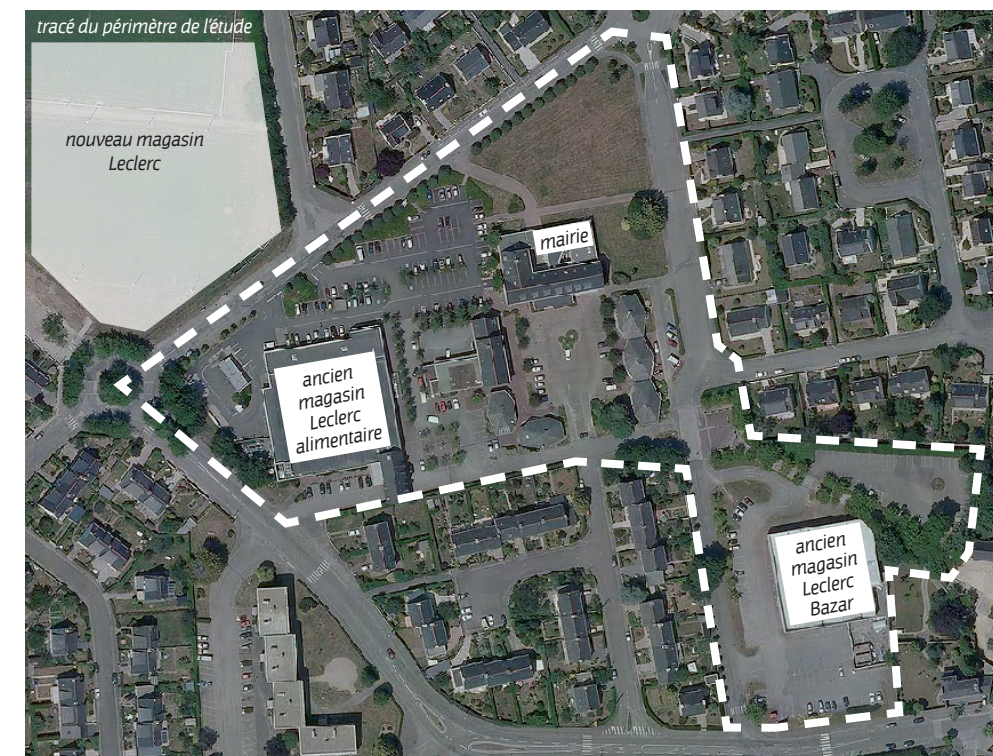 tracé du périmètre de l'étude
nouveau magasin
Leclerc
mairie
ancien
magasin
Leclerc
alimentaire
ancien
magasin
Leclerc
Bazar